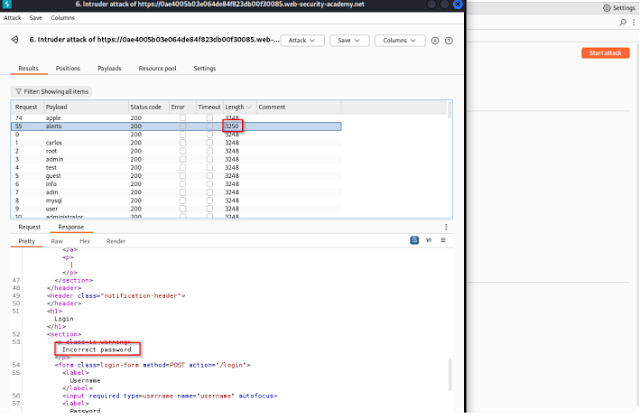 6. Intruder attack of https://0ae4005b03e064de84f823db00f30085.web-security-academy.net
Settings
Attack Save Columns
6. Intruder attack of https://0ae4005b03e064de84f823db00f30085.web-...
Attack Save Columns
Results Positions Payloads Resource pool Settings
Start attack
Filter: Showing all items
Request Payload Status code Error Timeout Length Comment
74 apple 200 3248
55 alerts 200 3250
0 200 3248
1 carlos 200 3248
2 root 200 3248
3 admin 200 3248
4 test 200 3248
5 guest 200 3248
6 info 200 3248
7 adm 200 3248
8 mysql 200 3248
9 user 200 3248
10 administrator 200 3248
Request Response
Pretty Raw Hex Render
</a>
<p>
|
</p>
47 </section>
48 </header>
49 <header class="notification-header">
50 </header>
51 <h1>
Login
</h1>
52 <section>
53 <p class=is-warning>
Incorrect password
</p>
54 <form class=login-form method=POST action="/login">
55 <label>
Username
</label>
56 <input required type=username name="username" autofocus>
57 <label>
Password